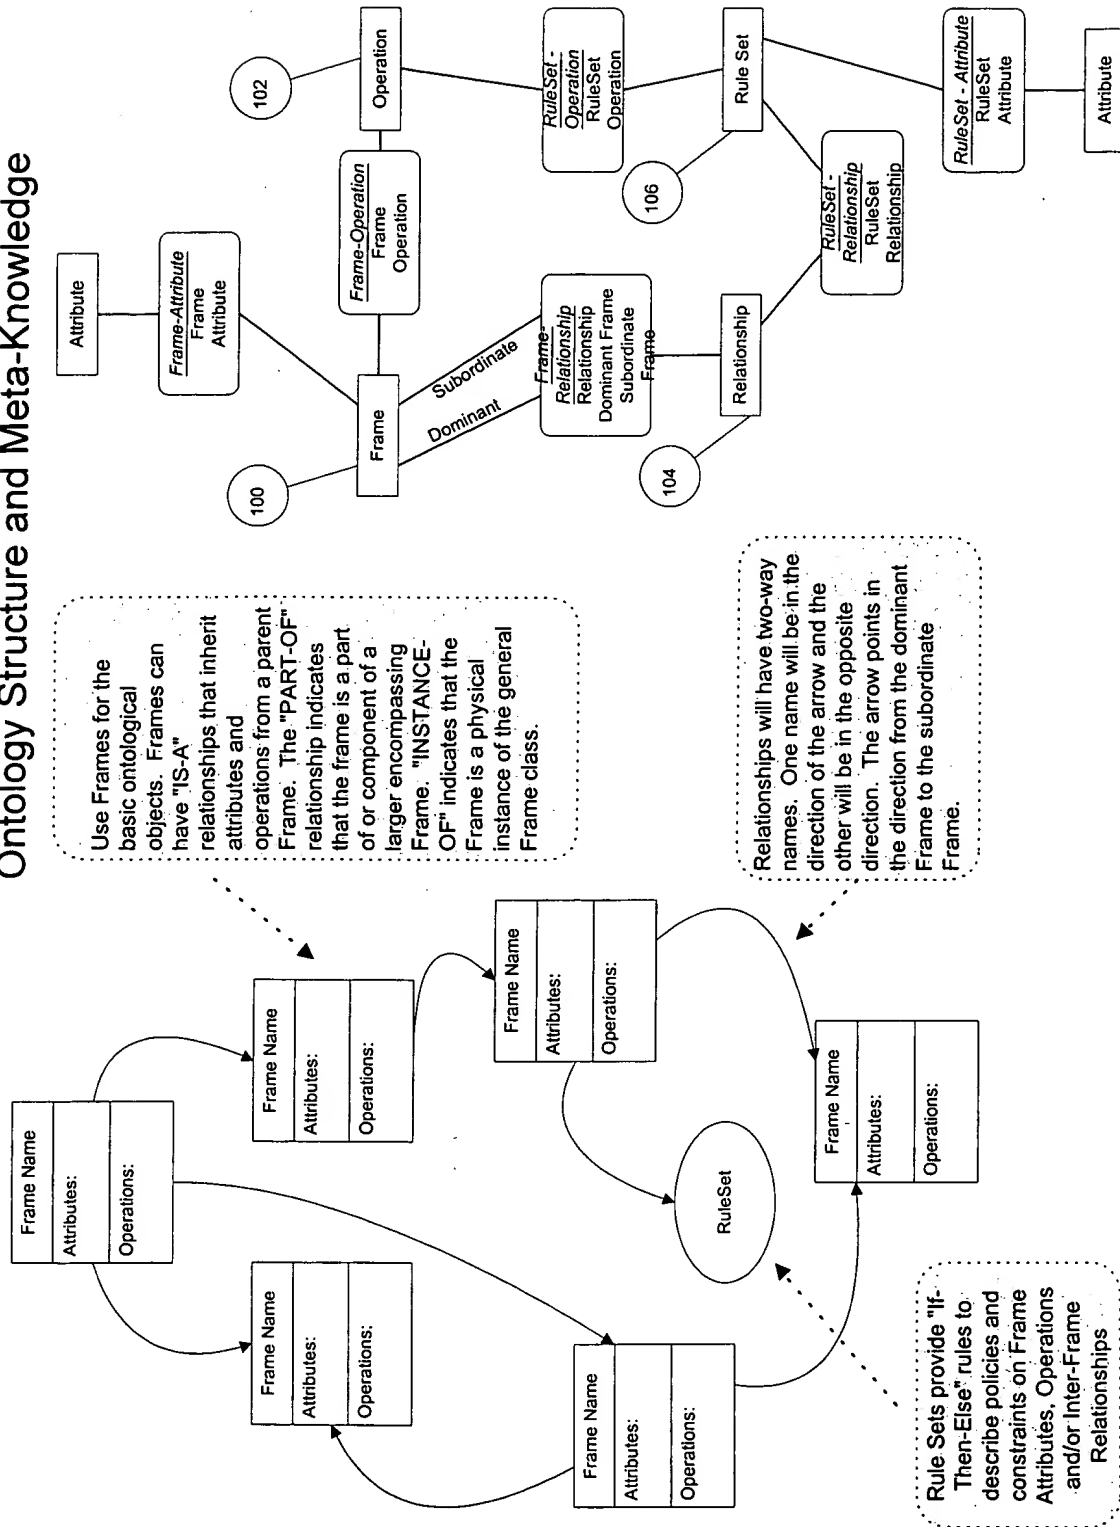 Ontology Structure and Meta-Knowledge
Frame Name
Attributes:
Operations:
Frame Name
Attributes:
Operations:
Frame Name
Attributes:
Operations:
Frame Name
Attributes:
Operations:
Frame Name
Attributes:
Operations:
Frame Name
Attributes:
Operations:
RuleSet
Rule Sets provide "If-
Then-Else" rules to
describe policies and
constraints on Frame
Attributes, Operations
and/or Inter-Frame
Relationships
Use Frames for the
basic ontological
objects. Frames can
have "IS-A"
relationships that inherit
attributes and
operations from a parent
Frame. The "PART-OF"
relationship indicates
that the frame is a part
of or component of a
larger encompassing
Frame. "INSTANCE-
OF" indicates that the
Frame is a physical
instance of the general
Frame class.
Relationships will have two-way
names. One name will be in the
direction of the arrow and the
other will be in the opposite
direction. The arrow points in
the direction from the dominant
Frame to the subordinate
Frame.
Attribute
Frame-Attribute
Frame
Attribute
100
Frame
Frame-Operation
Frame
Operation
102
Operation
Dominant
Subordinate
Frame-
Relationship
Relationship
Dominant Frame
Subordinate
Frame
RuleSet -
Operation
RuleSet
Operation
104
Relationship
106
Rule Set
RuleSet -
Relationship
RuleSet
Relationship
RuleSet - Attribute
RuleSet
Attribute
Attribute